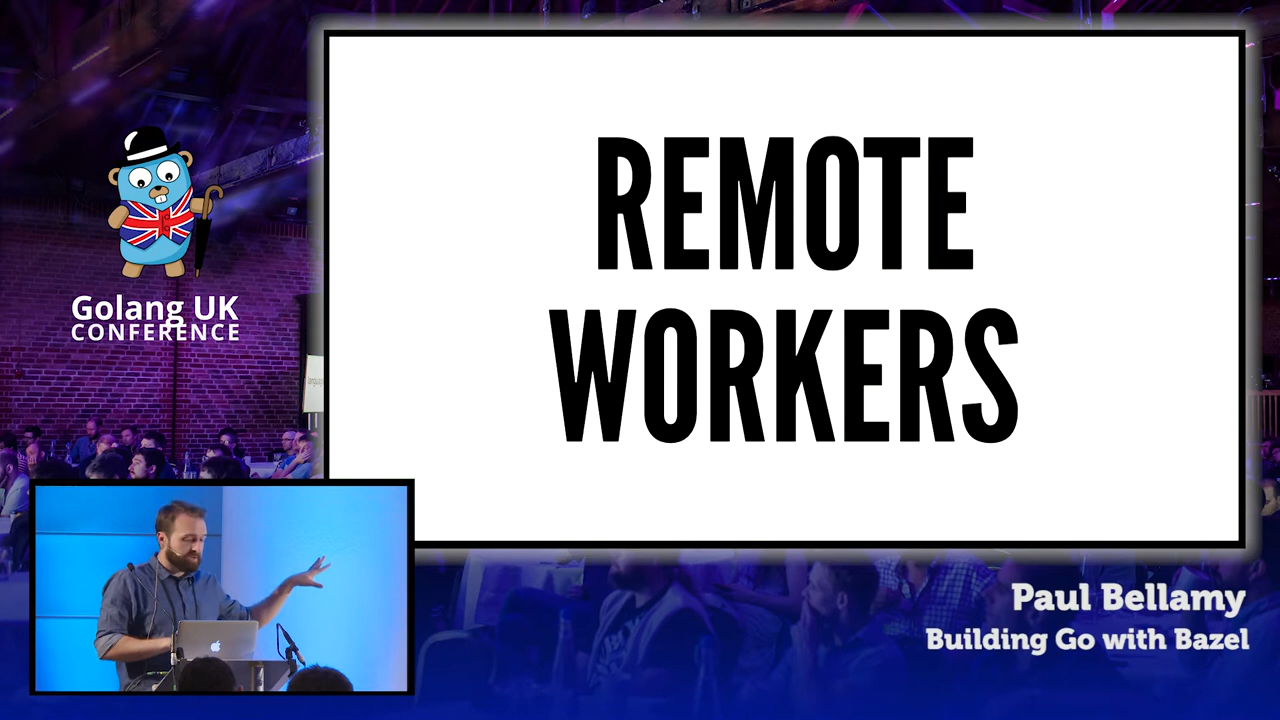 REMOTE
WORKERS
Golang UK
CONFERENCE
Paul Bellamy
Building Go with Bazel